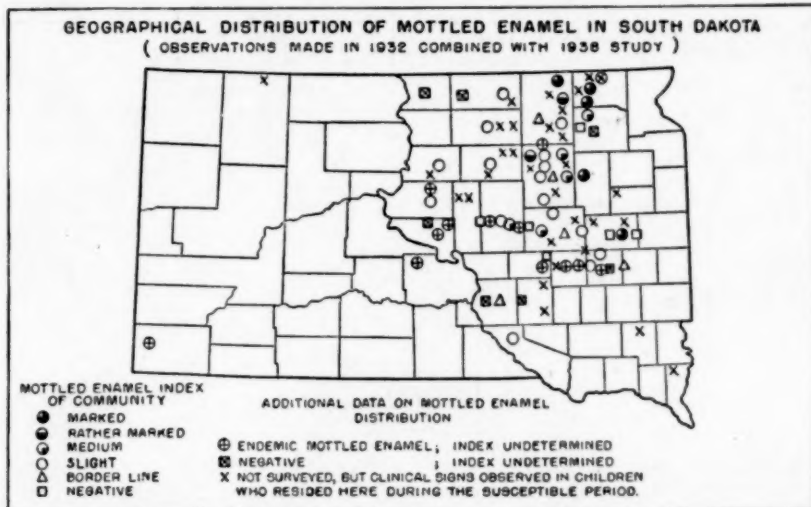 GEOGRAPHICAL DISTRIBUTION OF MOTTLED ENAMEL IN SOUTH DAKOTA
( OBSERVATIONS MADE IN 1932 COMBINED WITH 1938 STUDY )
MOTTLED ENAMEL INDEX
OF COMMUNITY
MARKED
RATHER MARKED
MEDIUM
SLIGHT
BORDER LINE
NEGATIVE
ADDITIONAL DATA ON MOTTLED ENAMEL
DISTRIBUTION
ENDEMIC MOTTLED ENAMEL; INDEX UNDETERMINED
NEGATIVE ; INDEX UNDETERMINED
X NOT SURVEYED, BUT CLINICAL SIGNS OBSERVED IN CHILDREN
WHO RESIDED HERE DURING THE SUSCEPTIBLE PERIOD.